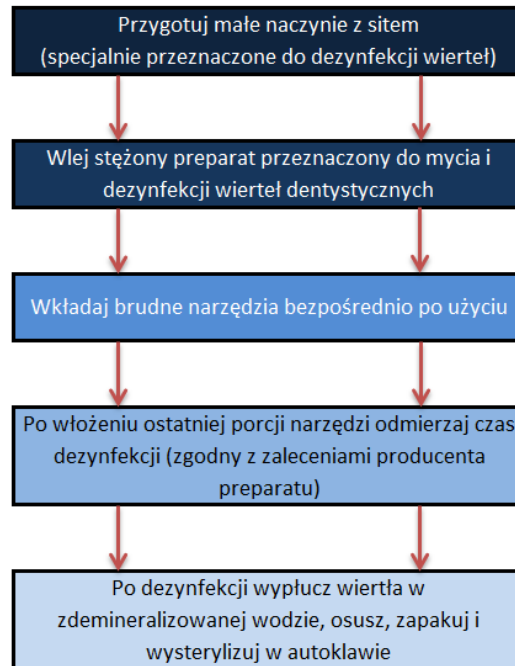 Przygotuj małe naczynie z sitem
(specjalnie przeznaczone do dezynfekcji wierteł)
Wlej stężony preparat przeznaczony do mycia i
dezynfekcji wierteł dentystycznych
Wkładaj brudne narzędzia bezpośrednio po użyciu
Po włożeniu ostatniej porcji narzędzi odmierzaj czas
dezynfekcji (zgodny z zaleceniami producenta
preparatu)
Po dezynfekcji wypłucz wiertła w
zdemineralizowanej wodzie, osusz, zapakuj i
wysterylizuj w autoklawie